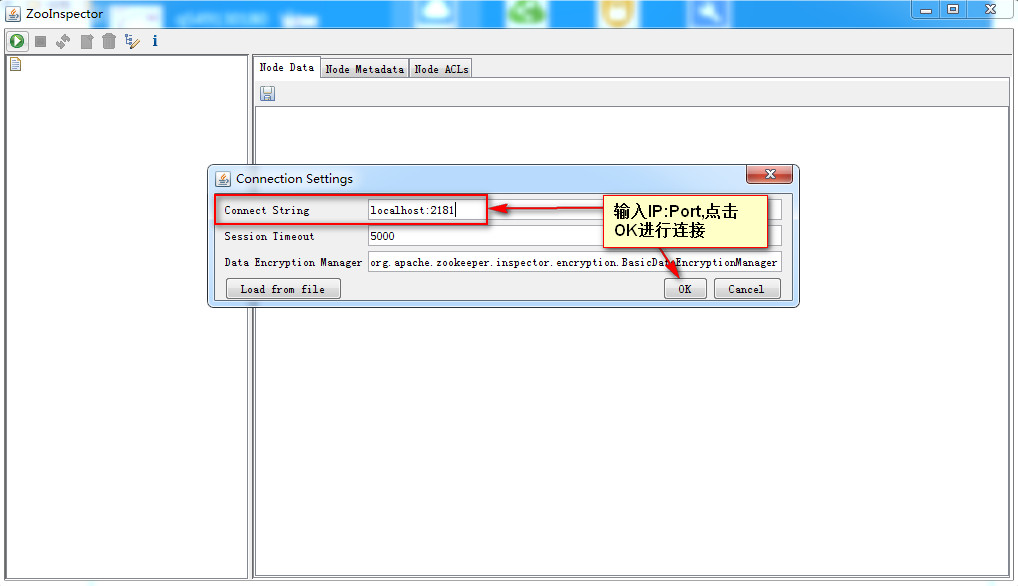 ZooInspector
Node Data
Node Metadata
Node ACLs
Connection Settings
Connect String
localhost:2181
输入IP:Port,点击
OK进行连接
Session Timeout
5000
Data Encryption Manager
org.apache.zookeeper.inspector.encryption.BasicDataEncryptionManager
Load from file
OK
Cancel